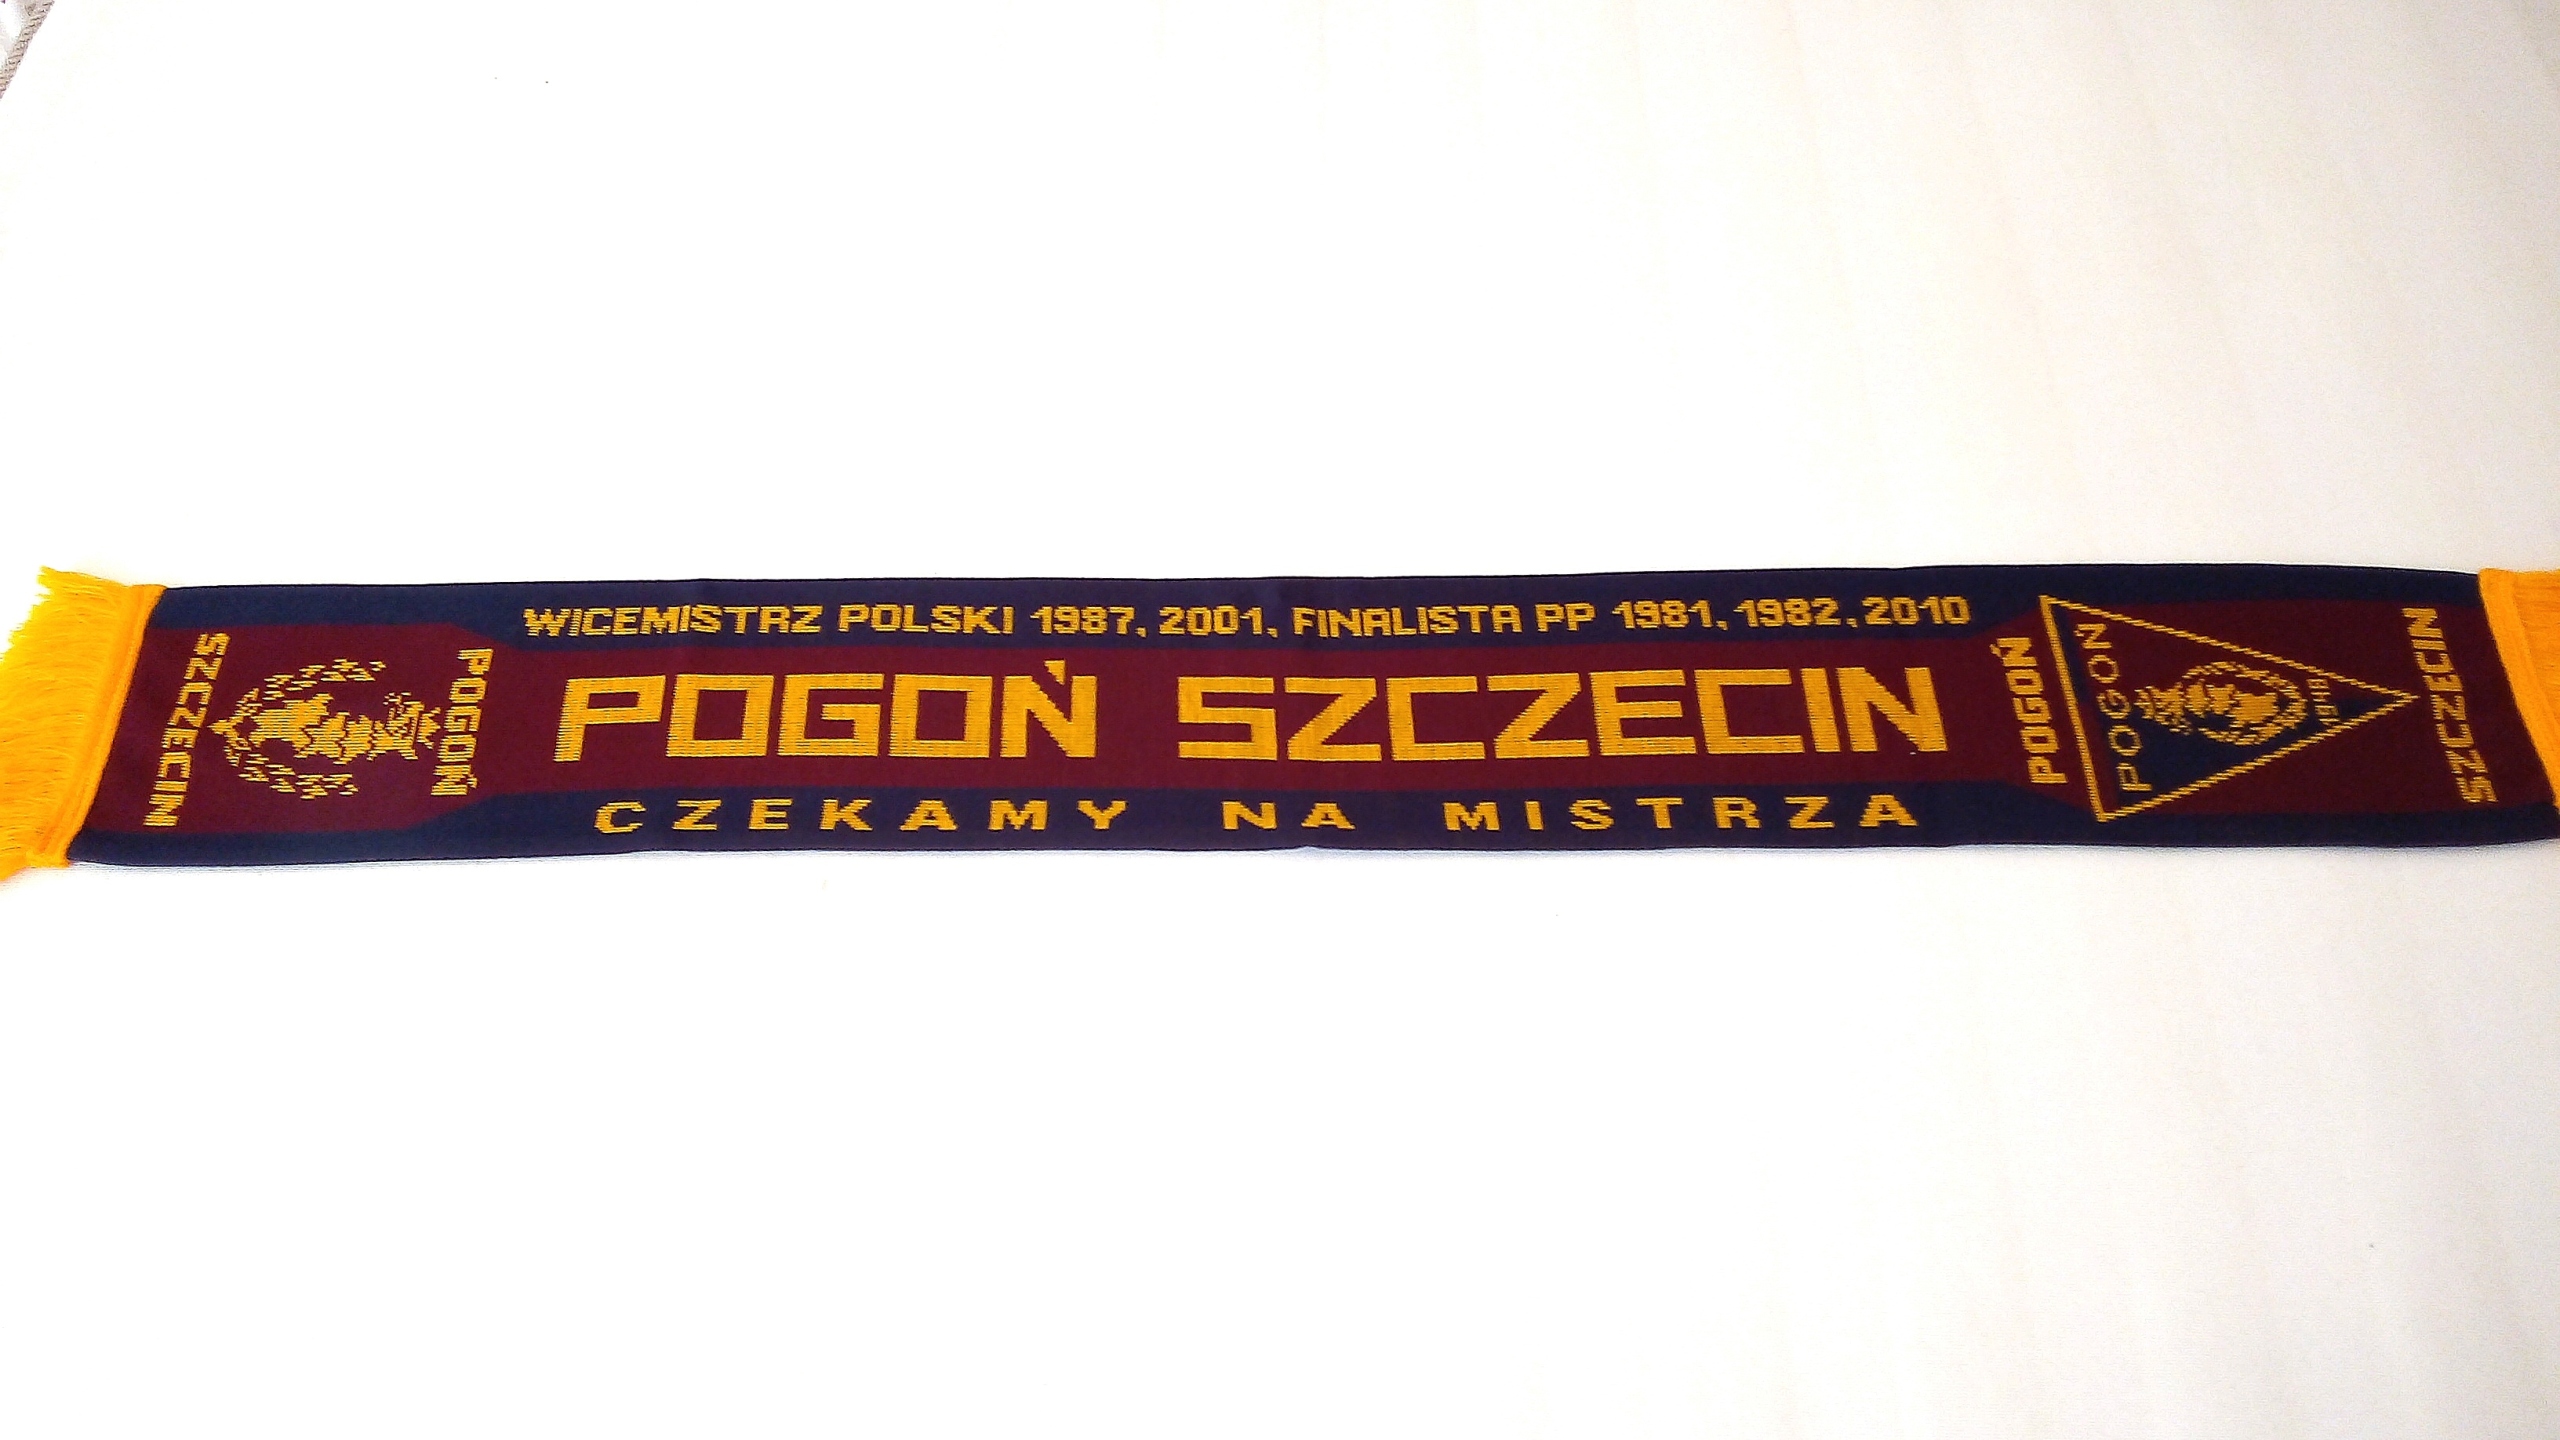 WICEMISTRZ POLSKI 1987, 2001, FINALISTA PP 1981, 1982, 2010
POGOŃ SZCZECIN
CZEKAMY NA MISTRZA
POGOŃ
SZCZECIN
POGOŃ
POGOŃ
SZCZECIN